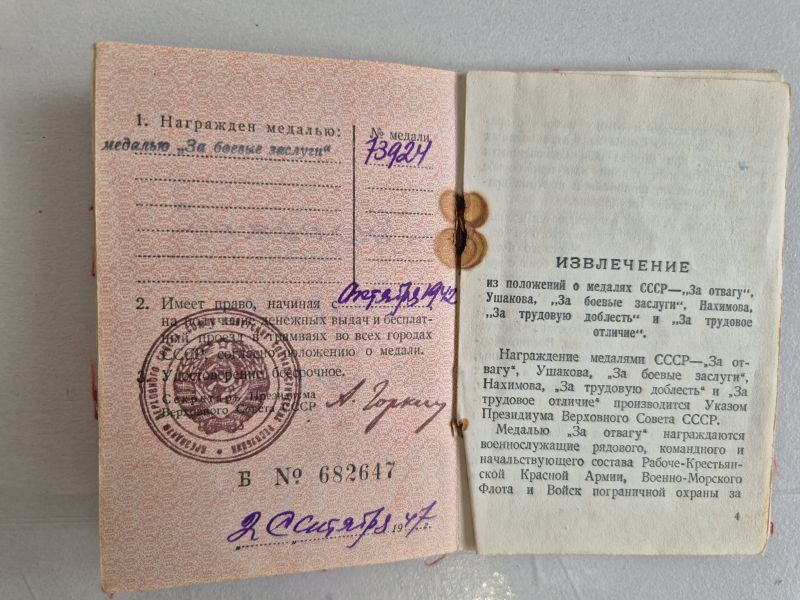 1. Награжден медалью:
№ медали
медалью „За боевые заслуги“
73924
2. Имеет право, начиная с
октября 1942
на получение денежных выдач и бесплат-
ный проезд в трамваях во всех городах
СССР, согласно положению о медали.
Удостоверение бессрочное.
Секретарь Президиума
Верховного Совета СССР
А. Горкин
Б № 682647
„2“ Сентября 1947 г.
ИЗВЛЕЧЕНИЕ
из положений о медалях СССР—„За отвагу“,
Ушакова, „За боевые заслуги“, Нахимова,
„За трудовую доблесть“ и „За трудовое
отличие“.
Награждение медалями СССР—„За от-
вагу“, Ушакова, „За боевые заслуги“,
Нахимова, „За трудовую доблесть“ и „За
трудовое отличие“ производится Указом
Президиума Верховного Совета СССР.
Медалью „За отвагу“ награждаются
военнослужащие рядового, командного и
начальствующего состава Рабоче-Крестьян-
ской Красной Армии, Военно-Морского
Флота и Войск пограничной охраны за
4